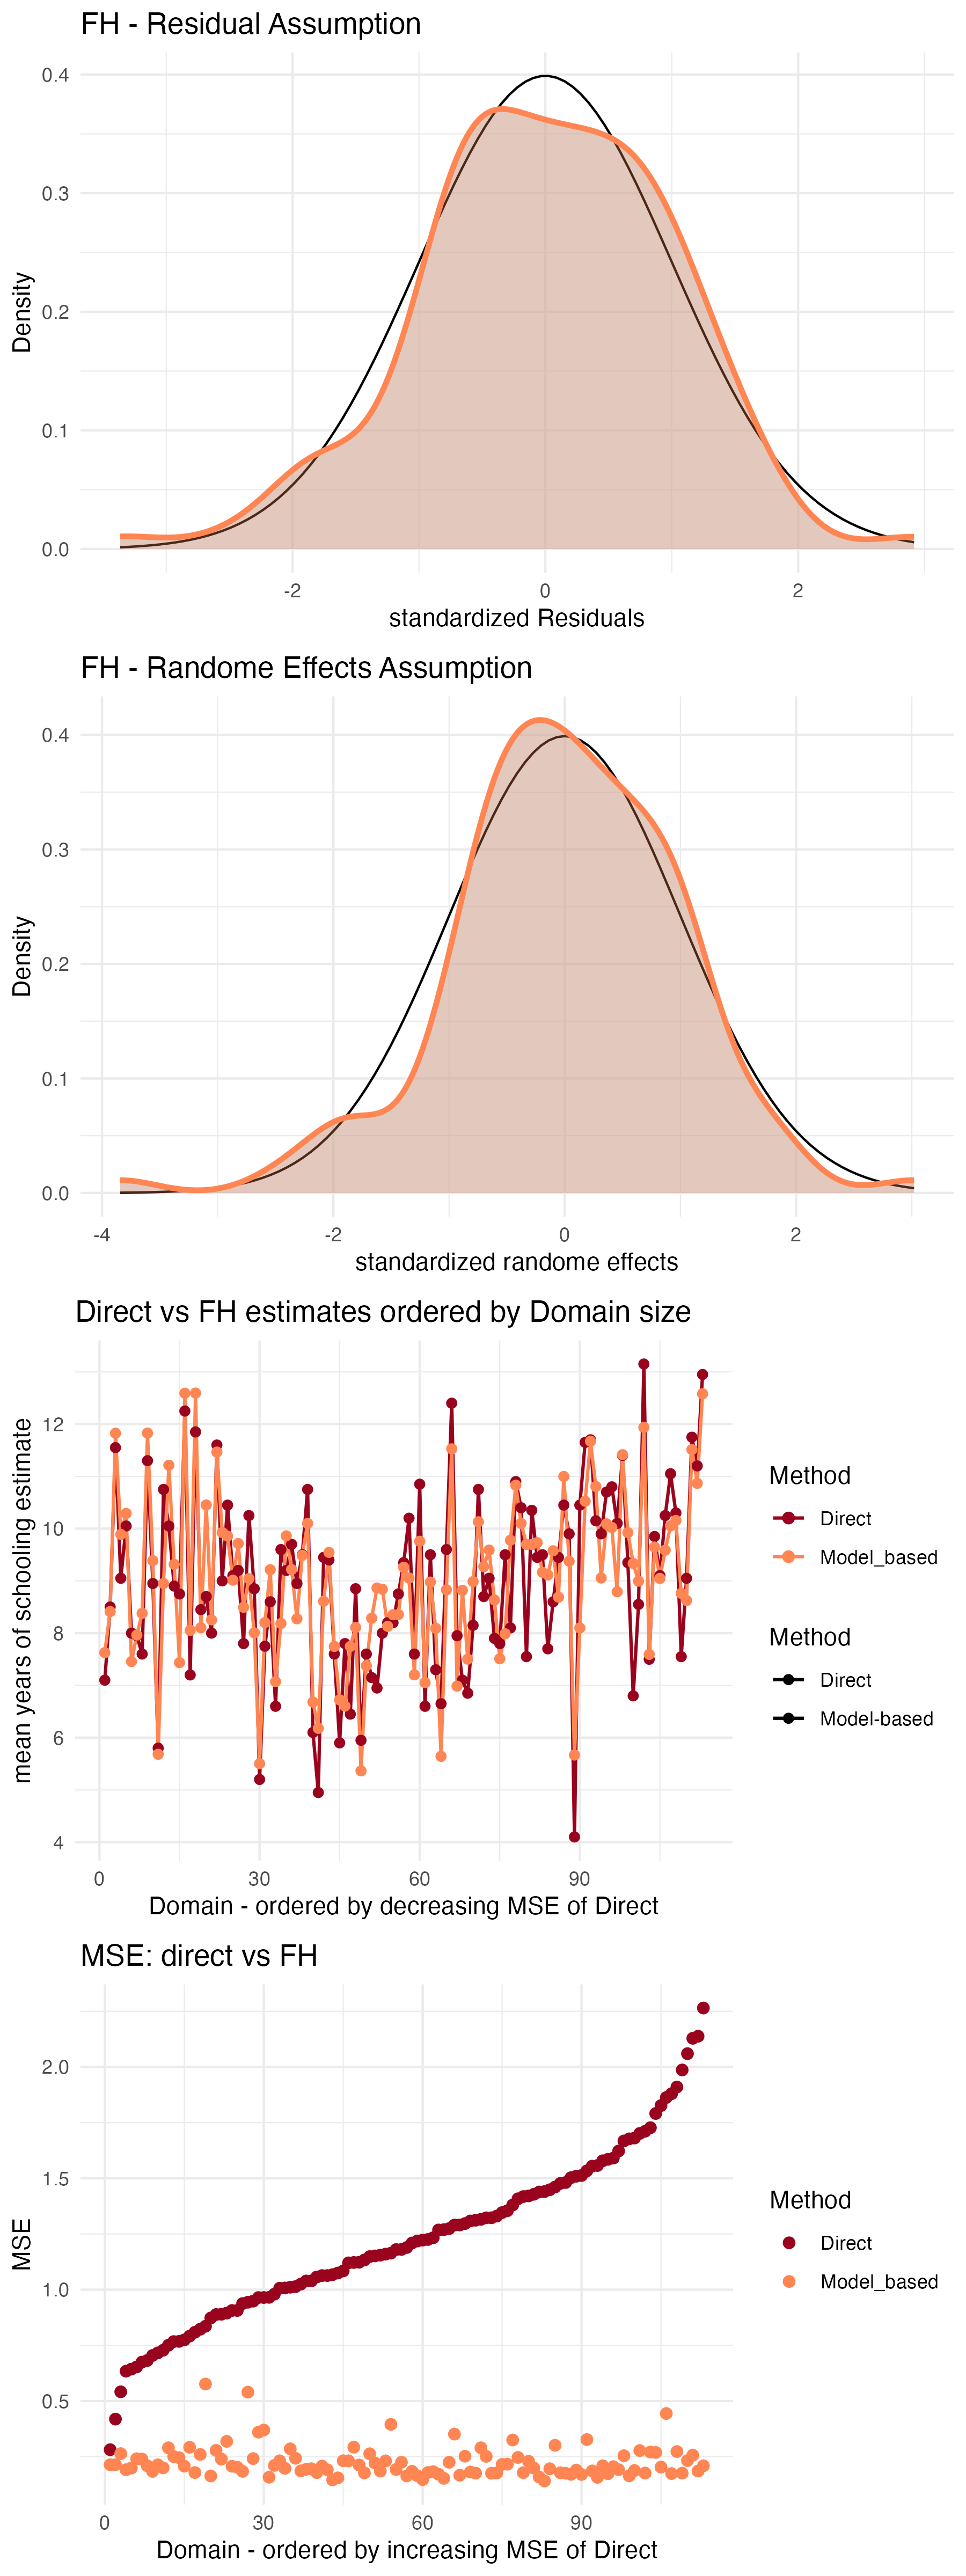 FH - Residual Assumption
0.4
0.3
0.2
0.1
0.0
Density
-2
0
2
standardized Residuals
FH - Randome Effects Assumption
0.4
0.3
0.2
0.1
0.0
Density
-4
-2
0
2
standardized randome effects
Direct vs FH estimates ordered by Domain size
12
10
8
6
4
mean years of schooling estimate
0
30
60
90
Domain - ordered by decreasing MSE of Direct
Method
Direct
Model_based
Method
Direct
Model-based
MSE: direct vs FH
2.0
1.5
1.0
0.5
MSE
0
30
60
90
Domain - ordered by increasing MSE of Direct
Method
Direct
Model_based